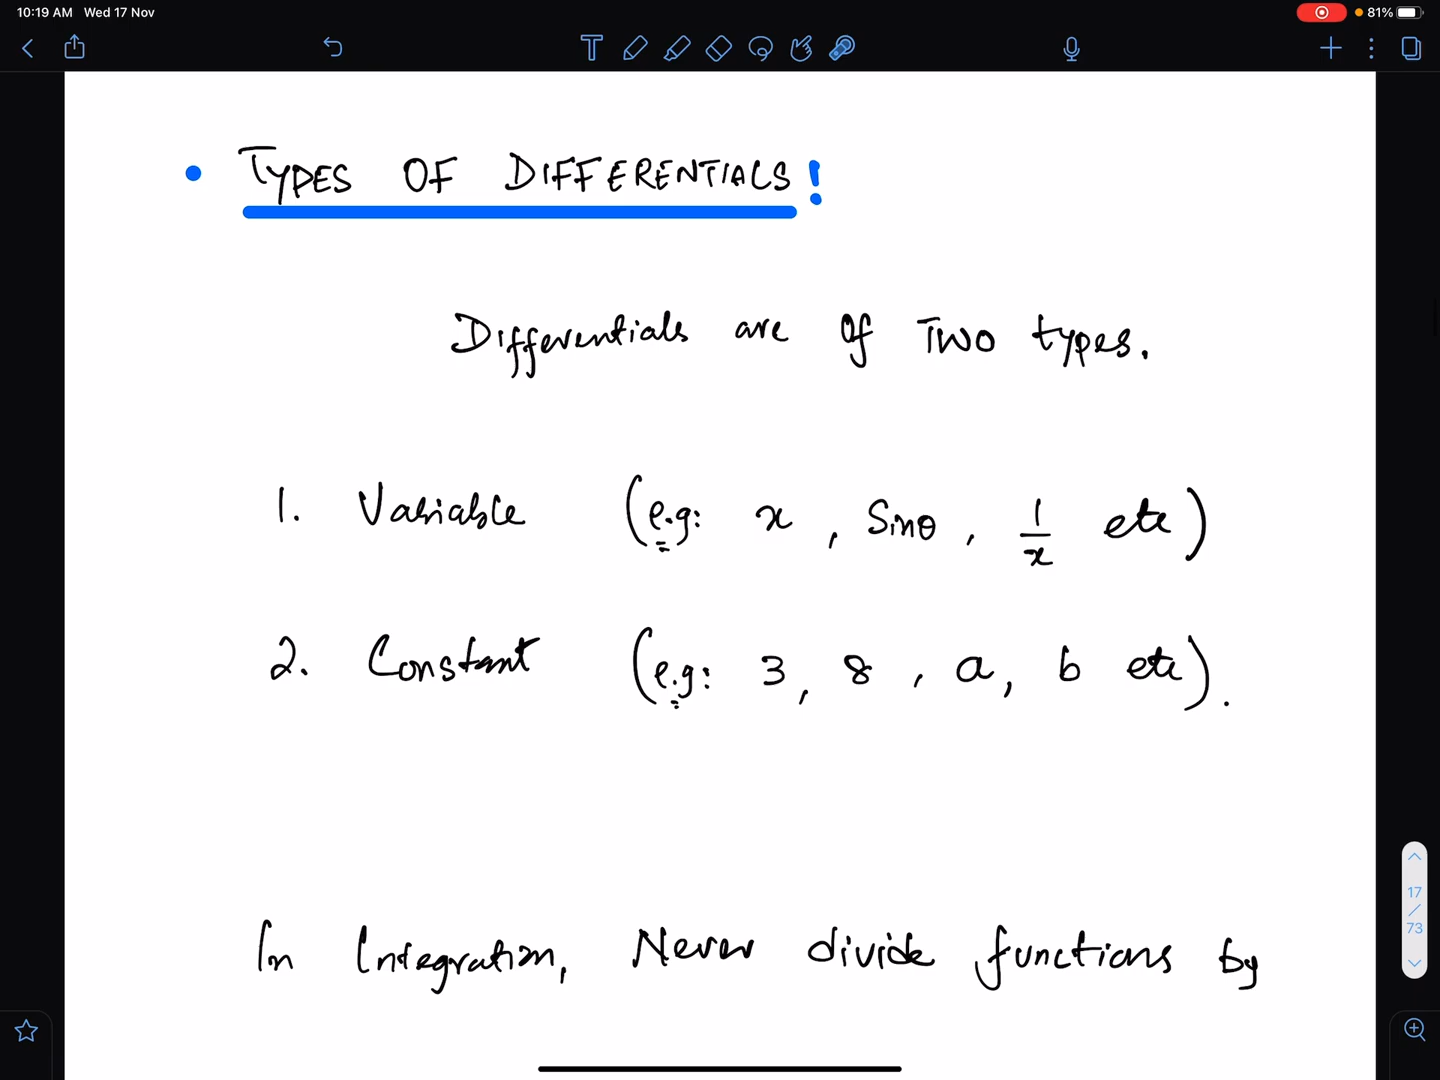 10:19 AM Wed 17 Nov
81%
• TYPES OF DIFFERENTIALS!
Differentials are of Two types.
1. Variable (e.g: x, Sinθ, 1/x etc)
2. Constant (e.g: 3, 8, a, b etc).
In Integration, Never divide functions by
17
/
73